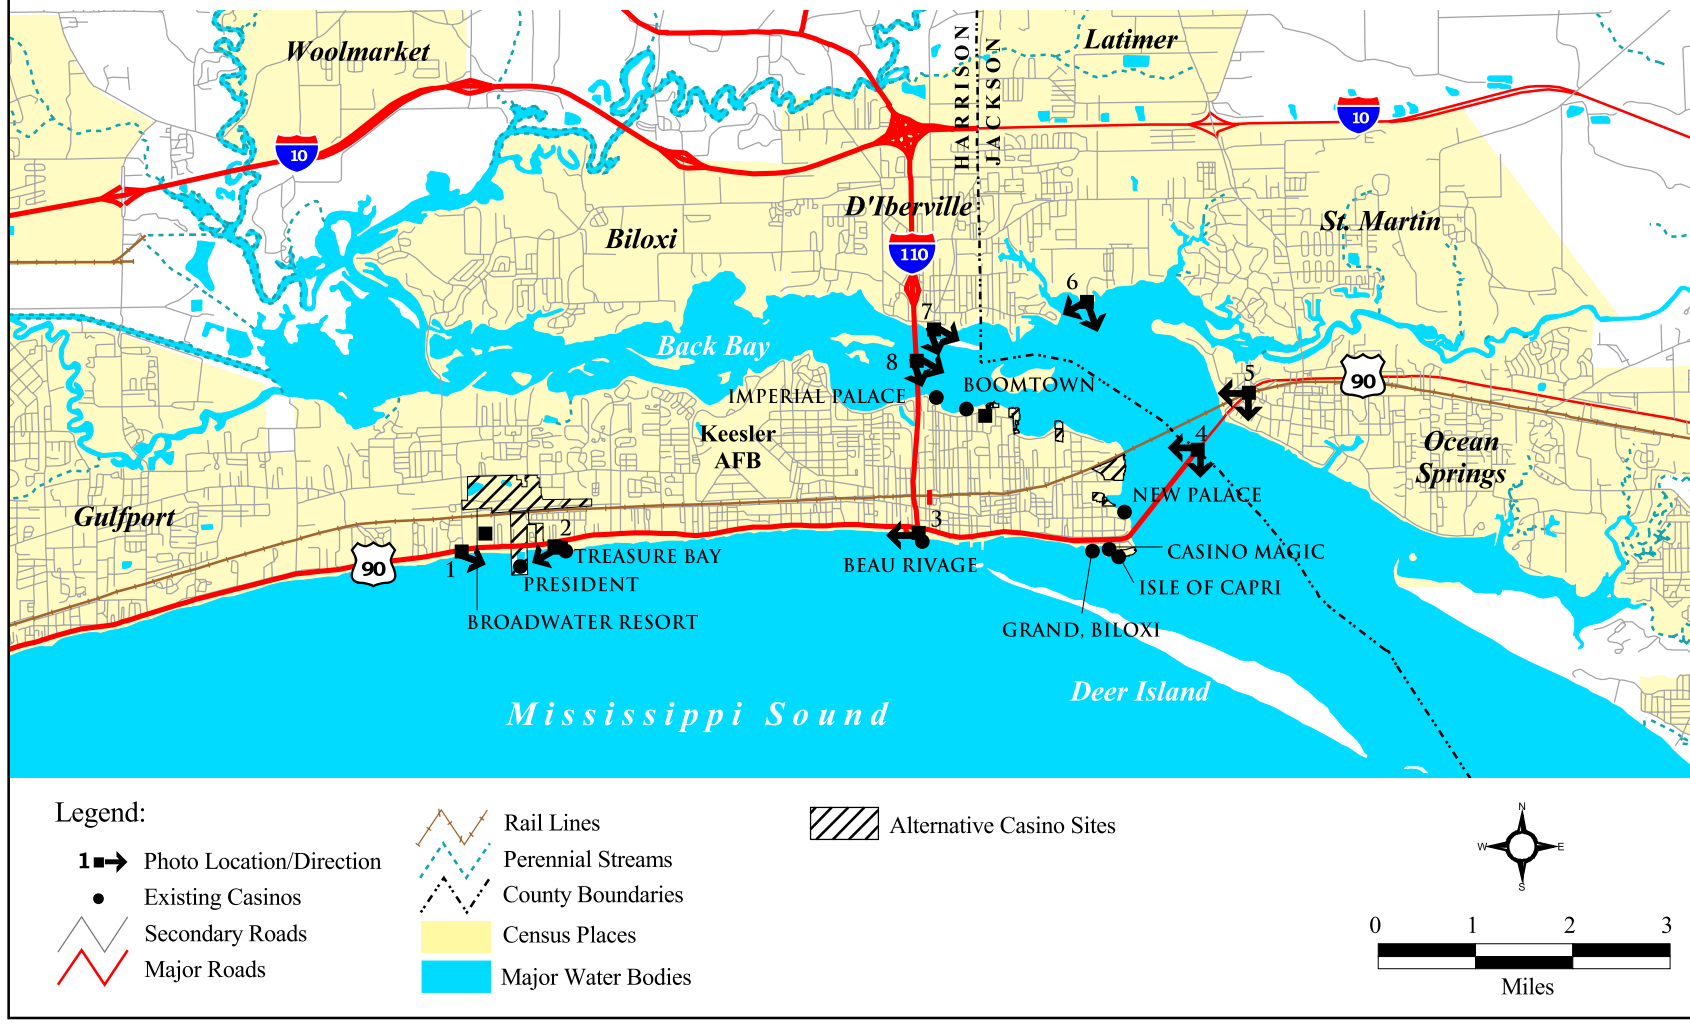 Woolmarket
HARRISON
JACKSON
Latimer
10
10
D'Iberville
Biloxi
St. Martin
110
6
7
Back Bay
8
5
BOOMTOWN
90
IMPERIAL PALACE
Keesler
AFB
4
Ocean
Springs
NEW PALACE
Gulfport
3
2
TREASURE BAY
CASINO MAGIC
90
1
BEAU RIVAGE
PRESIDENT
ISLE OF CAPRI
BROADWATER RESORT
GRAND, BILOXI
Deer Island
Mississippi Sound
Legend:
1 Photo Location/Direction
Existing Casinos
Secondary Roads
Major Roads
Rail Lines
Perennial Streams
County Boundaries
Census Places
Major Water Bodies
Alternative Casino Sites
N
W E
S
0 1 2 3
Miles